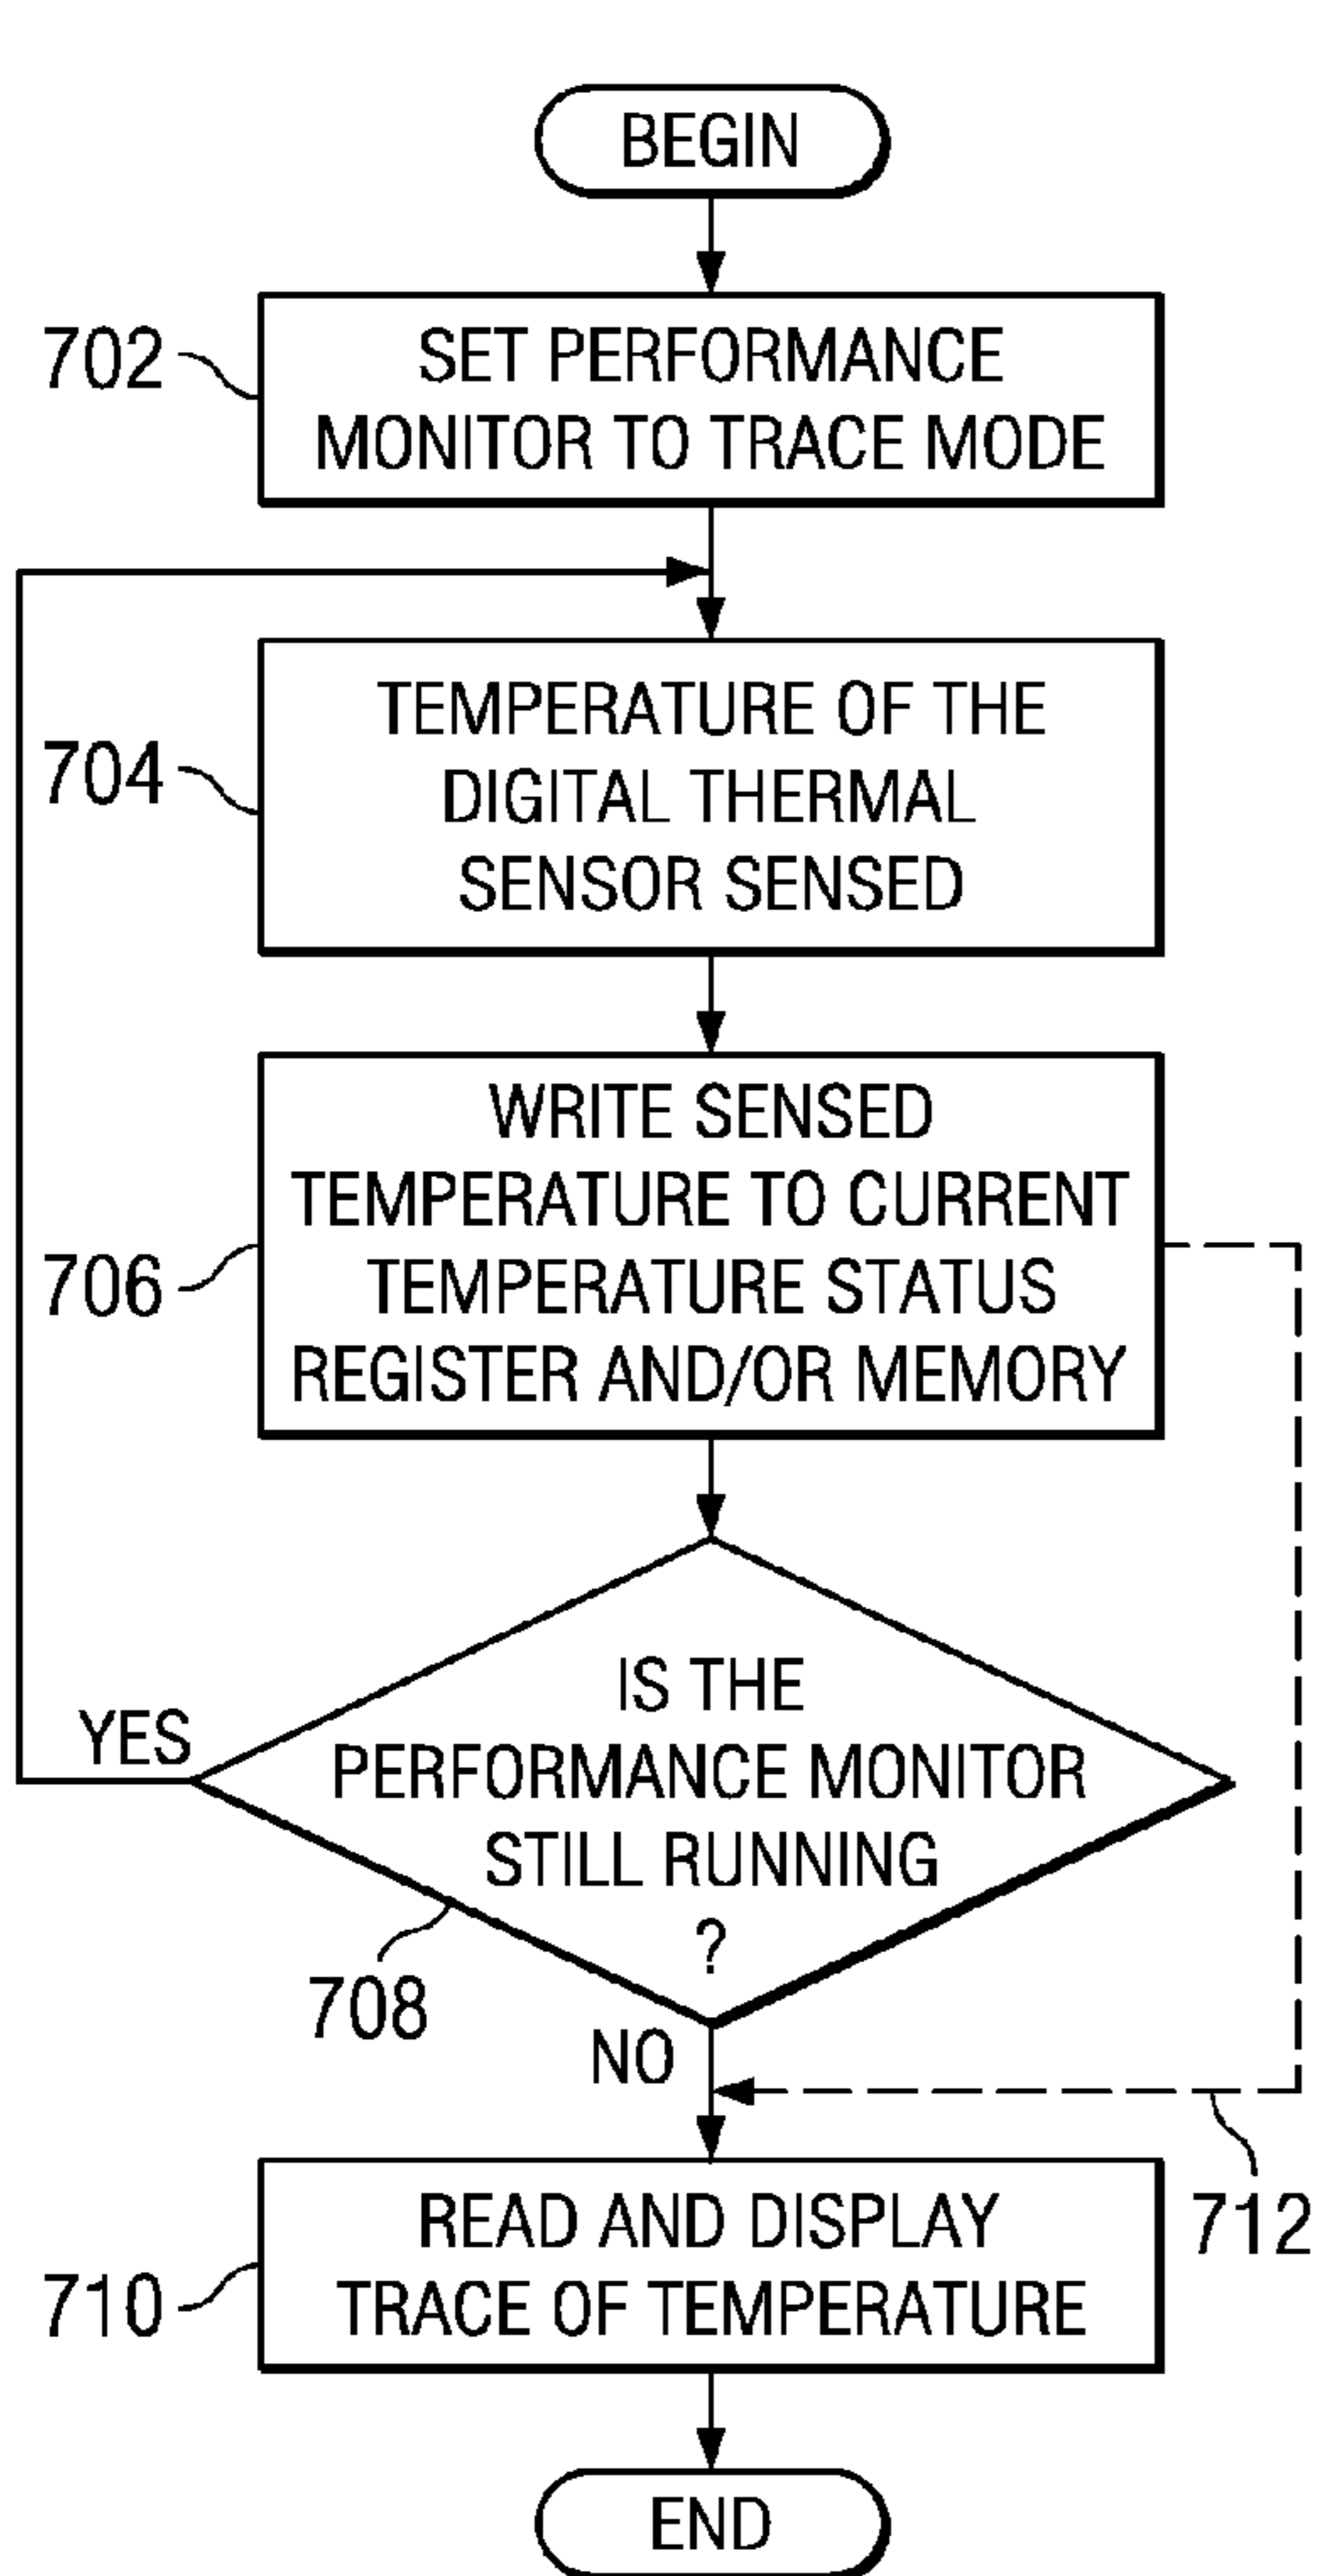 BEGIN
702
SET PERFORMANCE
MONITOR TO TRACE MODE
704
TEMPERATURE OF THE
DIGITAL THERMAL
SENSOR SENSED
706
WRITE SENSED
TEMPERATURE TO CURRENT
TEMPERATURE STATUS
REGISTER AND/OR MEMORY
YES
IS THE
PERFORMANCE MONITOR
STILL RUNNING
?
708
NO
712
710
READ AND DISPLAY
TRACE OF TEMPERATURE
END